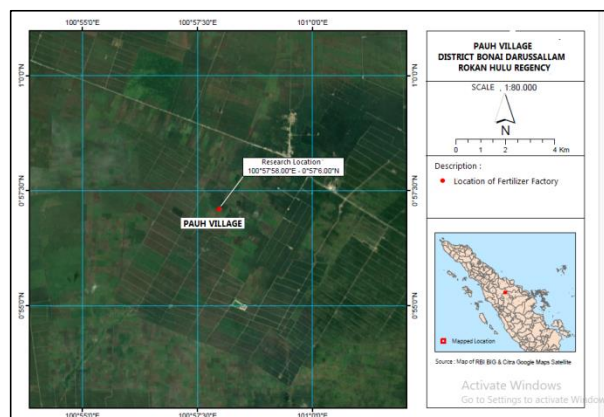 100°55'0"E
100°57'30"E
101°0'0"E
1°0'0"N
1°0'0"N
Research Location
100°57'58.00"E - 0°57'6.00"N
0°57'30"N
0°57'30"N
PAUH VILLAGE
0°55'0"N
0°55'0"N
100°55'0"E
100°57'30"E
101°0'0"E
PAUH VILLAGE
DISTRICT BONAI DARUSSALLAM
ROKAN HULU REGENCY
SCALE . 1:80.000
N
0 2 4 Km
Description :
Location of Fertilizer Factory
Mapped Location
Source : Map of RBI BIG & Citra Google Maps Satellite
Activate Windows
Go to Settings to activate Windows